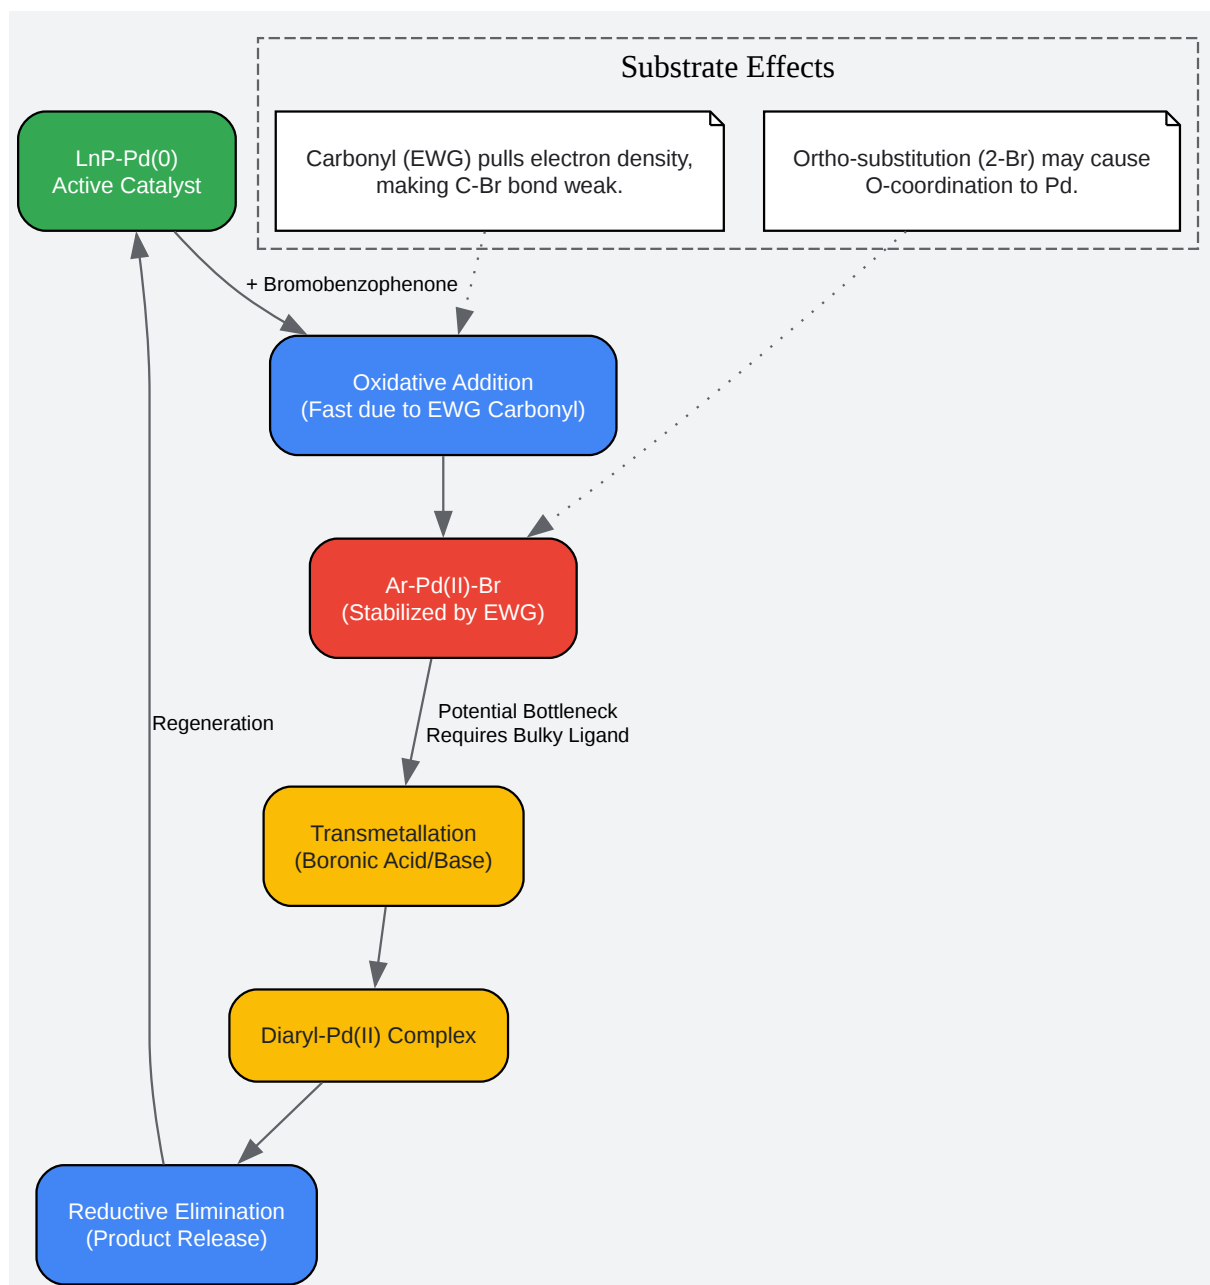 Substrate Effects
LnP-Pd(0)
Active Catalyst
Carbonyl (EWG) pulls electron density,
making C-Br bond weak.
Ortho-substitution (2-Br) may cause
O-coordination to Pd.
+ Bromobenzophenone
Oxidative Addition
(Fast due to EWG Carbonyl)
Ar-Pd(II)-Br
(Stabilized by EWG)
Potential Bottleneck
Requires Bulky Ligand
Regeneration
Transmetallation
(Boronic Acid/Base)
Diaryl-Pd(II) Complex
Reductive Elimination
(Product Release)